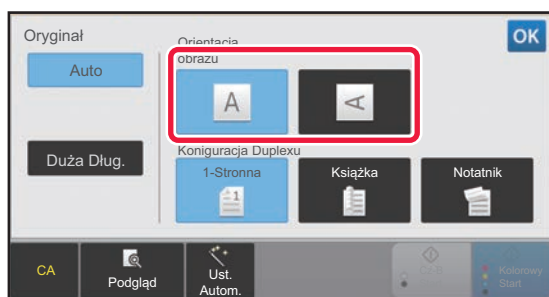 Oryginał
Orientacja
obrazu
OK
Auto
A
A
Duża Dług.
Koniguracja Duplexu
1-Stronna
1
Książka
Notatnik
CA
Podgląd
Ust.
Autom.
Kolorowy
Start